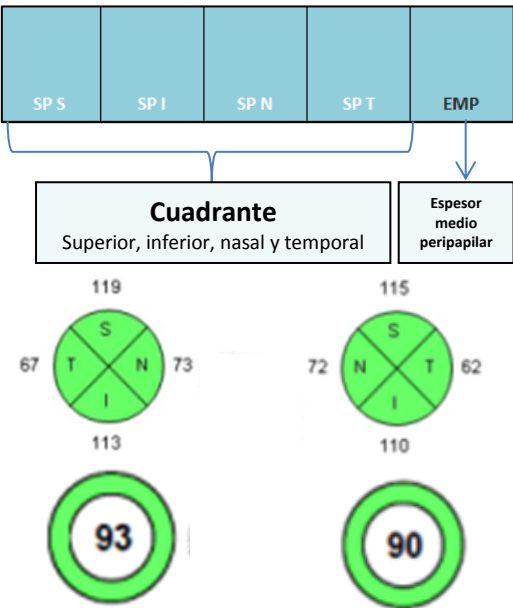 SP S SP I SP N SP T EMP
Cuadrante
Superior, inferior, nasal y temporal
Espesor
medio
peripapilar
119
S
67 T N 73
I
113
115
S
72 N T 62
I
110
93
90